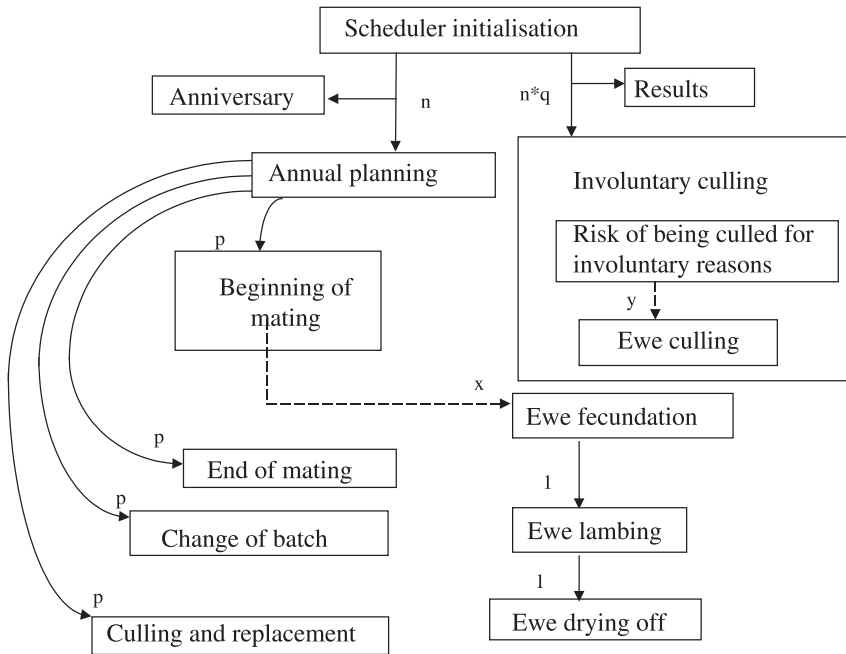 Scheduler initialisation
Anniversary
n
n*q
Results
Annual planning
Involuntary culling
p
Risk of being culled for
involuntary reasons
Beginning of
mating
y
Ewe culling
x
Ewe fecundation
p
End of mating
1
p
Change of batch
Ewe lambing
1
p
Culling and replacement
Ewe drying off